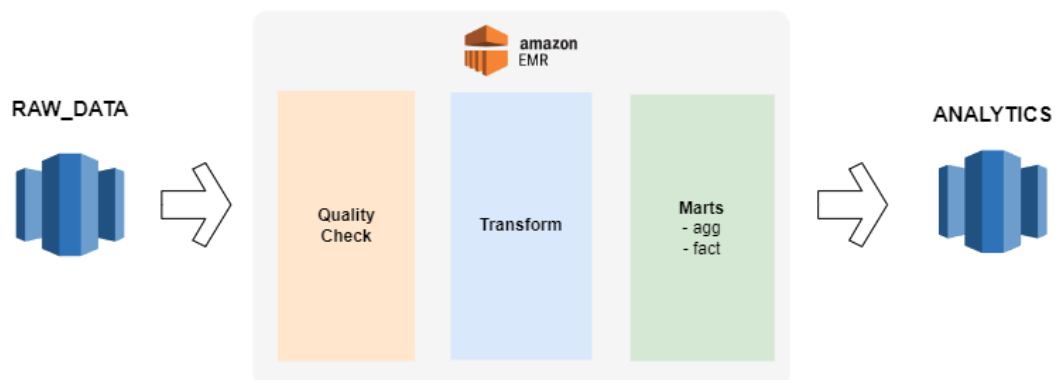 amazon
EMR
RAW_DATA
ANALYTICS
Quality
Check
Transform
Marts
- agg
- fact